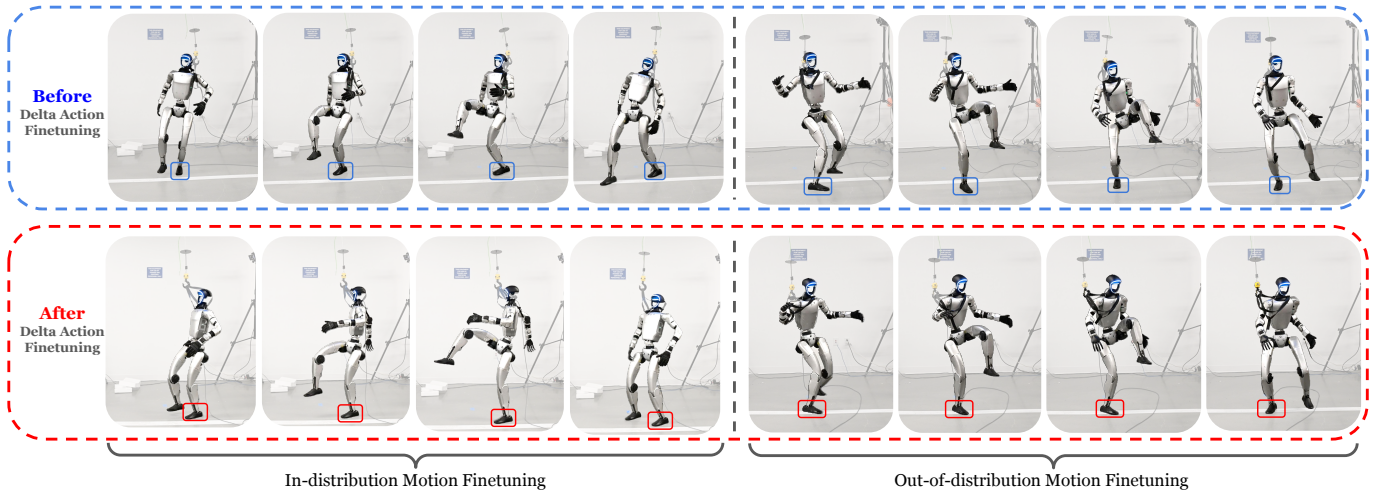 Before
Delta Action
Finetuning
After
Delta Action
Finetuning
In-distribution Motion Finetuning
Out-of-distribution Motion Finetuning